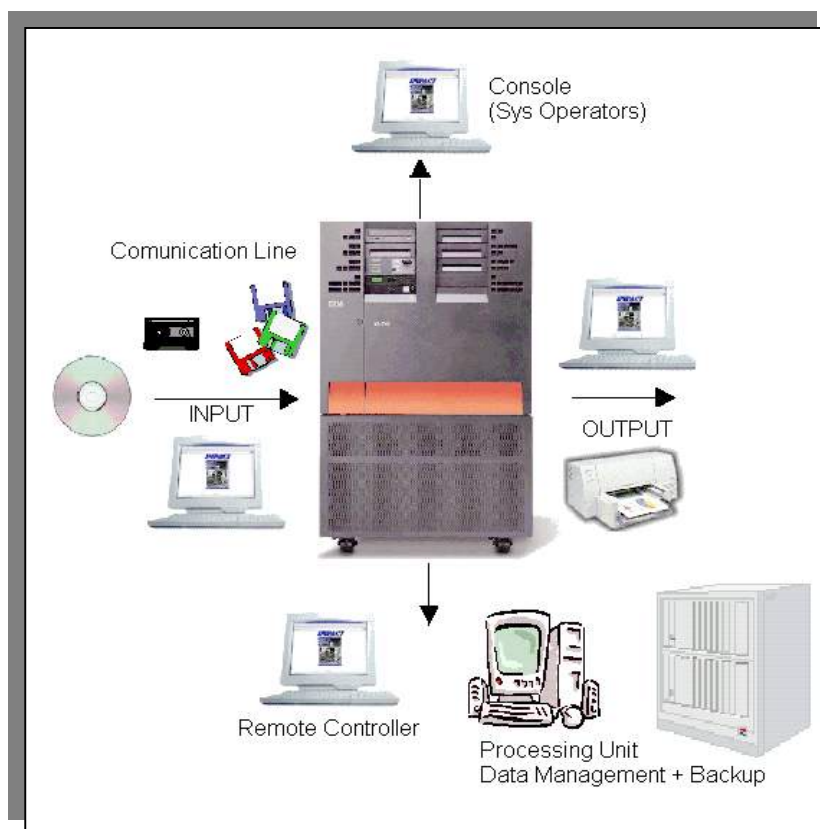 Console
(Sys Operators)
Comunication Line
INPUT
OUTPUT
Remote Controller
Processing Unit
Data Management + Backup